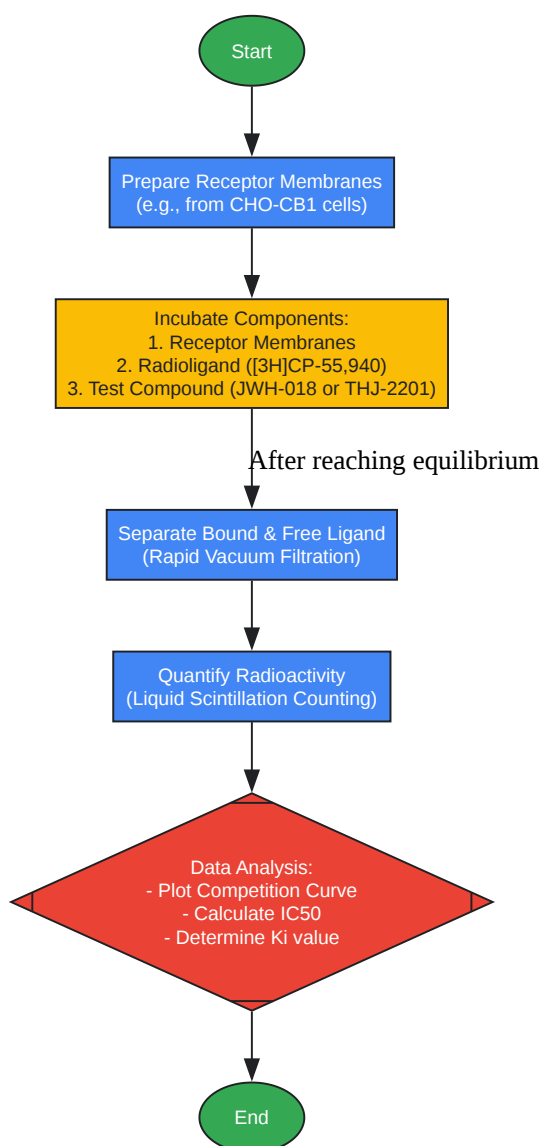 Start
Prepare Receptor Membranes
(e.g., from CHO-CB1 cells)
Incubate Components:
1. Receptor Membranes
2. Radioligand ([3H]CP-55,940)
3. Test Compound (JWH-018 or THJ-2201)
After reaching equilibrium
Separate Bound & Free Ligand
(Rapid Vacuum Filtration)
Quantify Radioactivity
(Liquid Scintillation Counting)
Data Analysis:
- Plot Competition Curve
- Calculate IC50
- Determine Ki value
End